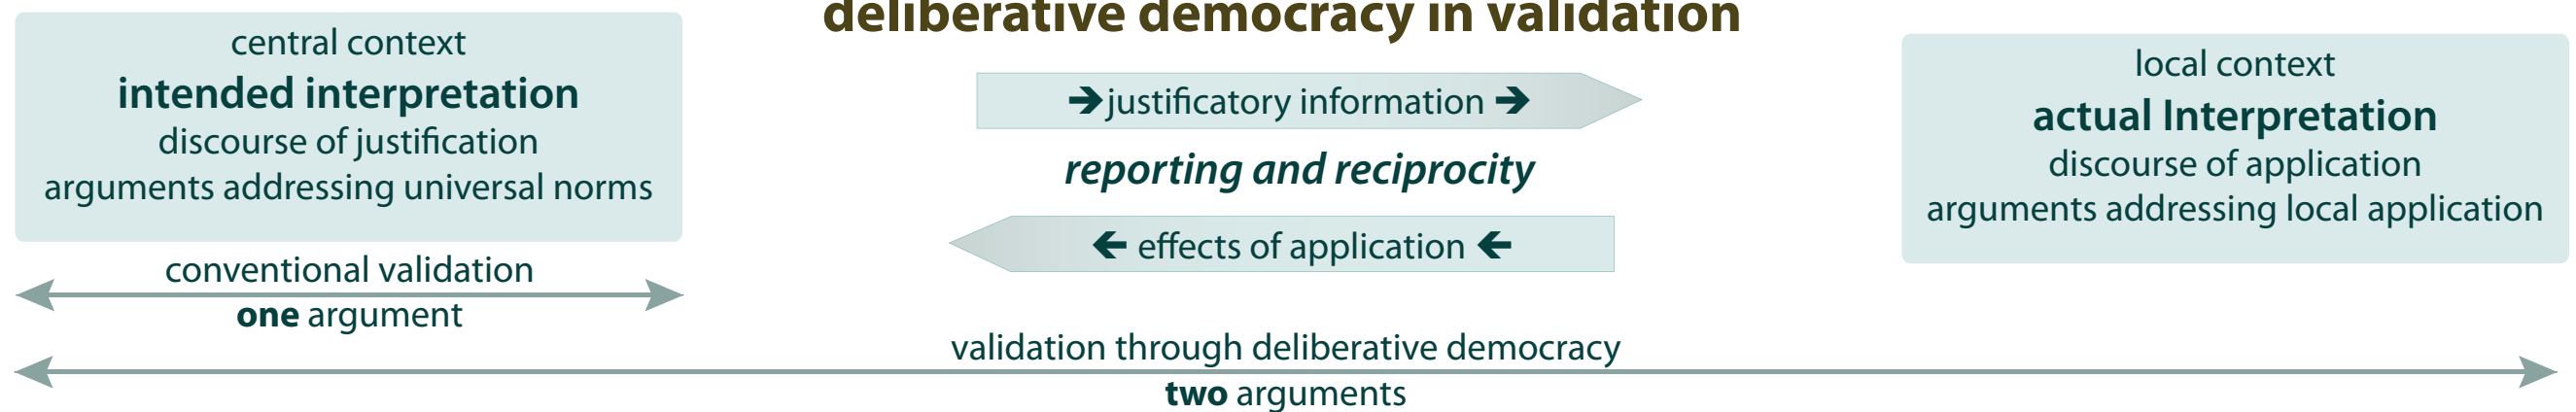 deliberative democracy in validation
central context
intended interpretation
discourse of justification
arguments addressing universal norms
conventional validation
one argument
➔justificatory information ➔
reporting and reciprocity
← effects of application ←
local context
actual Interpretation
discourse of application
arguments addressing local application
validation through deliberative democracy
two arguments